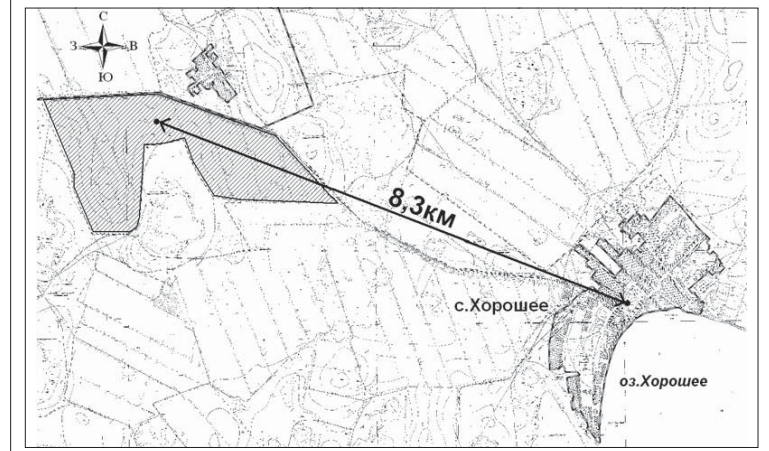 С
З В
Ю
8,3км
с.Хорошее
оз.Хорошее